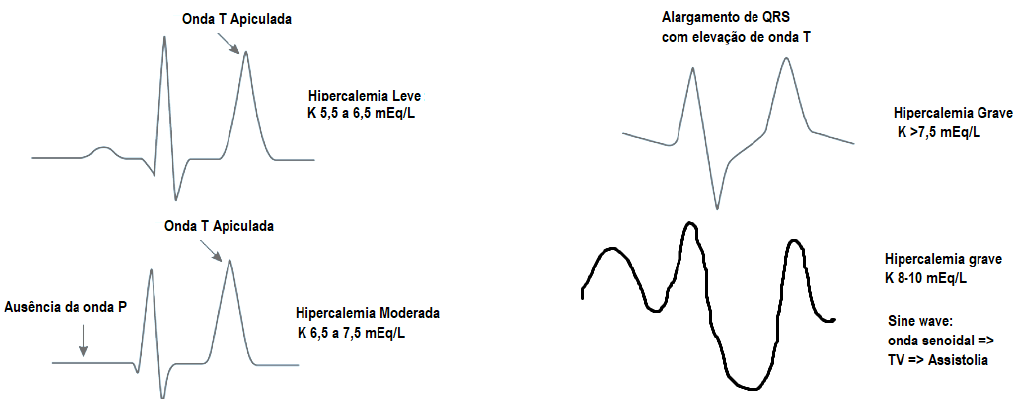 Onda T Apiculada
Hipercalemia Leve
K 5,5 a 6,5 mEq/L
Onda T Apiculada
Ausência da onda P
Hipercalemia Moderada
K 6,5 a 7,5 mEq/L
Alargamento de QRS
com elevação de onda T
Hipercalemia Grave
K >7,5 mEq/L
Hipercalemia grave
K 8-10 mEq/L
Sine wave:
onda senoidal =>
TV => Assistolia